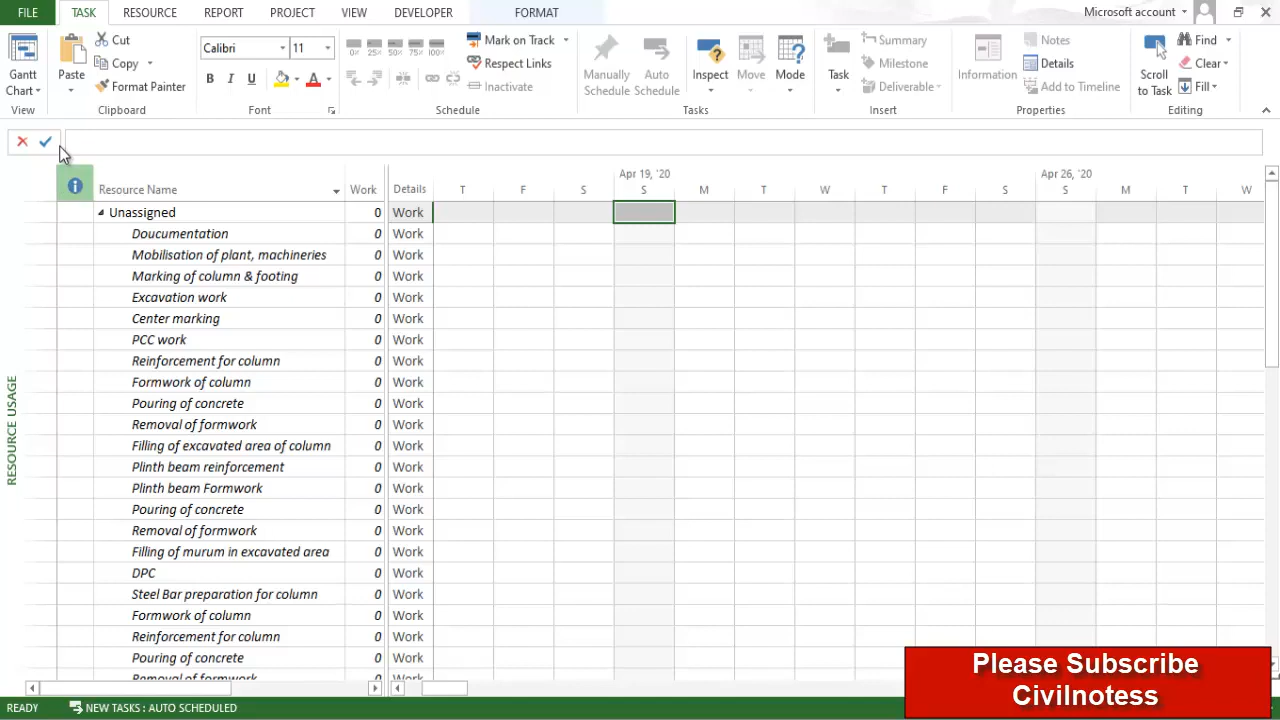 FILE TASK RESOURCE REPORT PROJECT VIEW DEVELOPER FORMAT Microsoft account
Gantt Chart
View
Paste
Cut
Copy
Format Painter
Clipboard
Calibri 11
B I U A
Font
0% 25% 50% 75% 100%
Mark on Track
Respect Links
Inactivate
Schedule
Manually Schedule
Auto Schedule
Inspect
Move
Mode
Tasks
Task
Summary
Milestone
Deliverable
Insert
Information
Notes
Details
Add to Timeline
Properties
Scroll to Task
Find
Clear
Fill
Editing
Apr 19, '20 Apr 26, '20
Resource Name Work Details T F S S M T W T F S S M T W
Unassigned 0 Work
Doucumentation 0 Work
Mobilisation of plant, machineries 0 Work
Marking of column & footing 0 Work
Excavation work 0 Work
Center marking 0 Work
PCC work 0 Work
Reinforcement for column 0 Work
Formwork of column 0 Work
Pouring of concrete 0 Work
Removal of formwork 0 Work
Filling of excavated area of column 0 Work
Plinth beam reinforcement 0 Work
Plinth beam Formwork 0 Work
Pouring of concrete 0 Work
Removal of formwork 0 Work
Filling of murum in excavated area 0 Work
DPC 0 Work
Steel Bar preparation for column 0 Work
Formwork of column 0 Work
Reinforcement for column 0 Work
Pouring of concrete 0 Work
Removal of formwork 0 Work
RESOURCE USAGE
Please Subscribe
Civilnotess
READY NEW TASKS : AUTO SCHEDULED